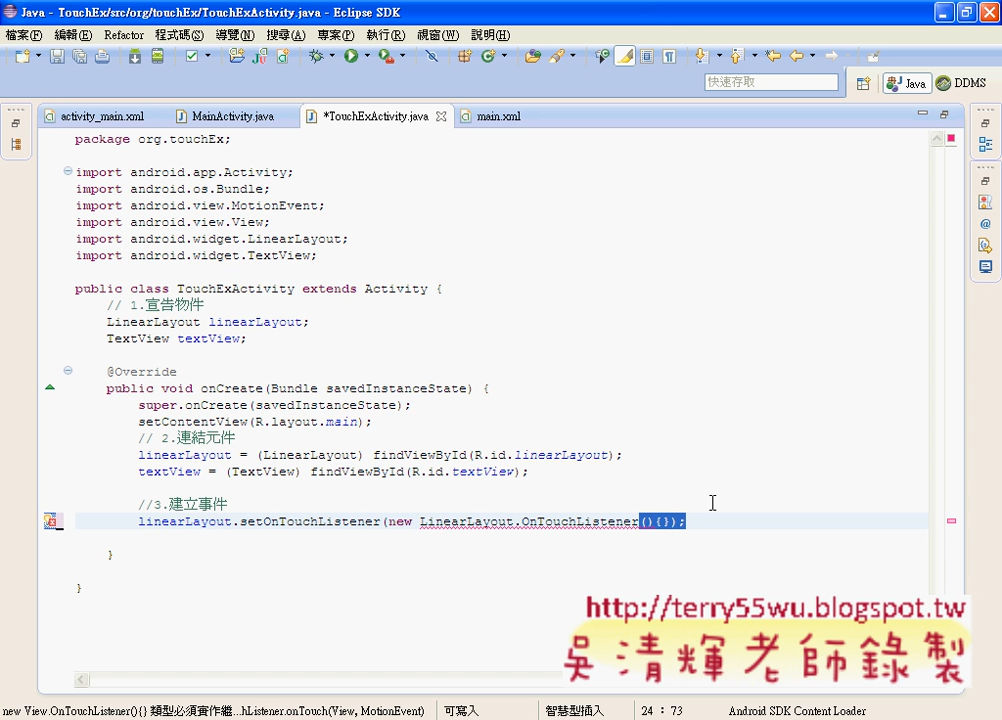 Java - TouchEx/src/org/touchEx/TouchExActivity.java - Eclipse SDK
檔案(F) 編輯(E) Refactor 程式碼(S) 導覽(N) 搜尋(A) 專案(P) 執行(R) 視窗(W) 說明(H)
快速存取
Java
DDMS
activity_main.xml
MainActivity.java
*TouchExActivity.java
main.xml
package org.touchEx;
import android.app.Activity;
import android.os.Bundle;
import android.view.MotionEvent;
import android.view.View;
import android.widget.LinearLayout;
import android.widget.TextView;
public class TouchExActivity extends Activity {
// 1.宣告物件
LinearLayout linearLayout;
TextView textView;
@Override
public void onCreate(Bundle savedInstanceState) {
super.onCreate(savedInstanceState);
setContentView(R.layout.main);
// 2.連結元件
linearLayout = (LinearLayout) findViewById(R.id.linearLayout);
textView = (TextView) findViewById(R.id.textView);
//3.建立事件
linearLayout.setOnTouchListener(new LinearLayout.OnTouchListener(){});
}
}
http://terry55wu.blogspot.tw
吳清輝老師錄製
new View.OnTouchListener(){} 類型必須實作繼...hListener.onTouch(View, MotionEvent)
可寫入
智慧型插入
24 : 73
Android SDK Content Loader